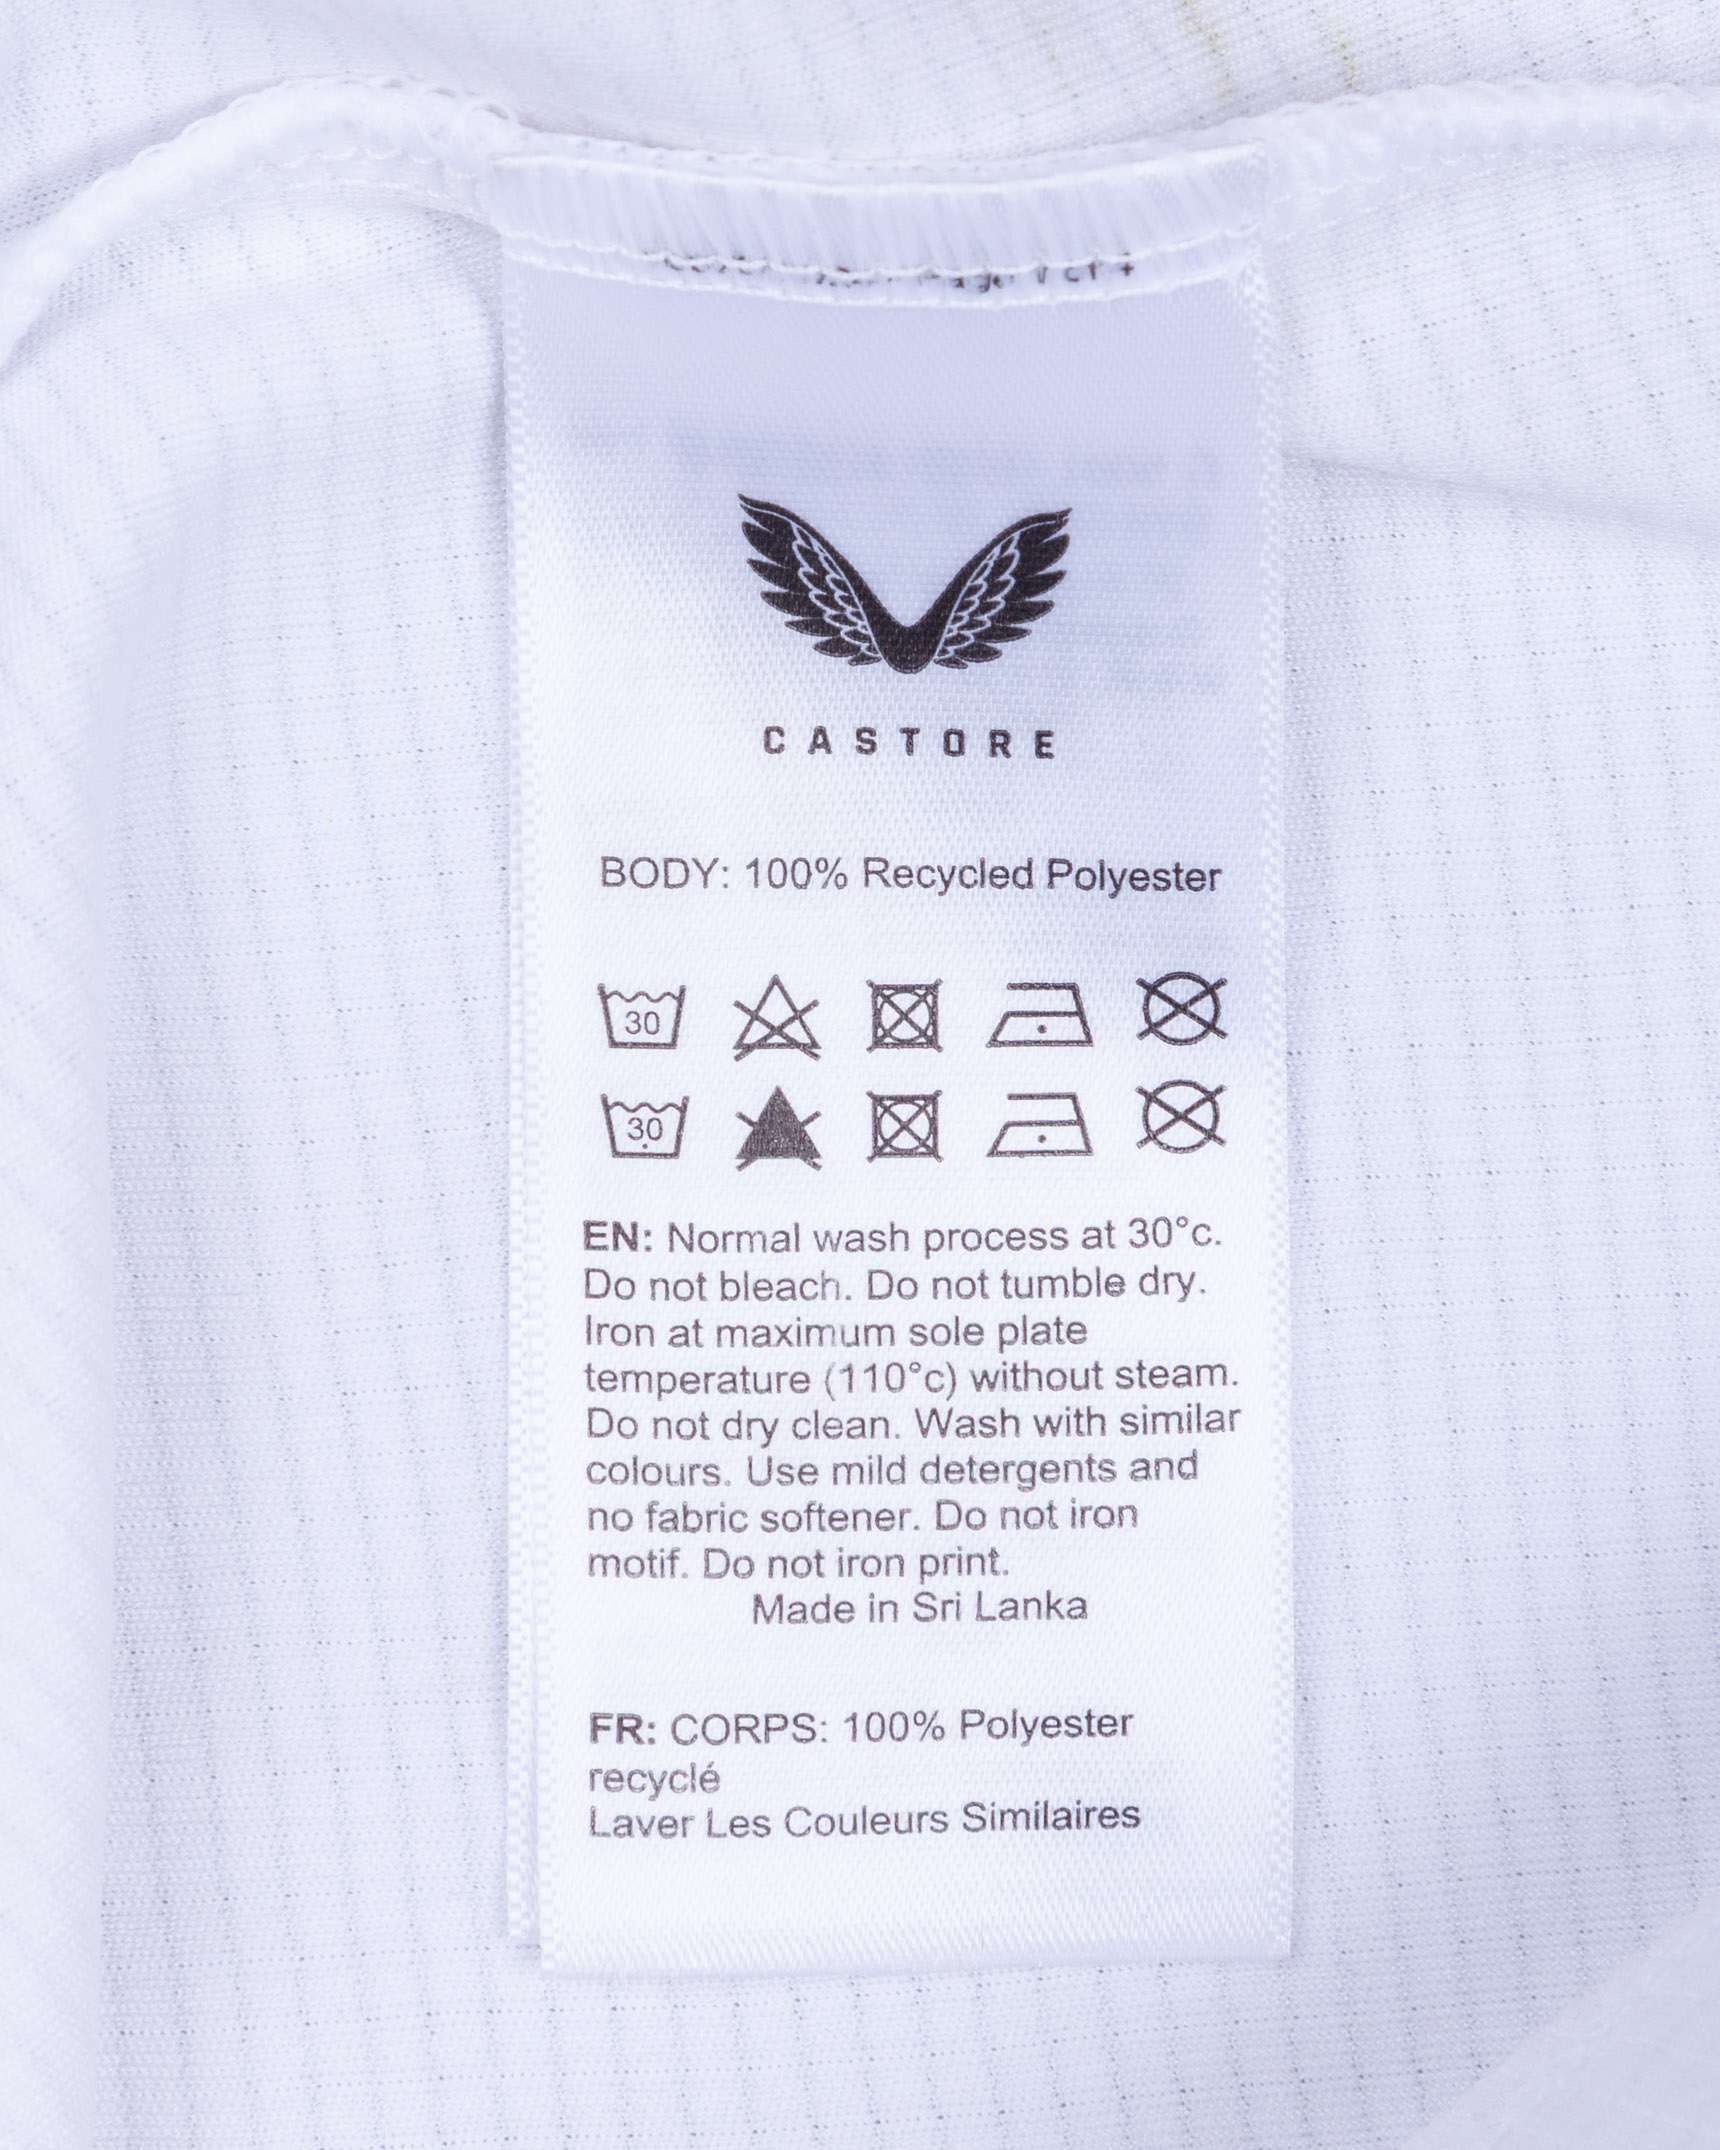 CASTORE
BODY: 100% Recycled Polyester
30
30
EN: Normal wash process at 30°c.
Do not bleach. Do not tumble dry.
Iron at maximum sole plate
temperature (110°c) without steam.
Do not dry clean. Wash with similar
colours. Use mild detergents and
no fabric softener. Do not iron
motif. Do not iron print.
Made in Sri Lanka
FR: CORPS: 100% Polyester
recyclé
Laver Les Couleurs Similaires